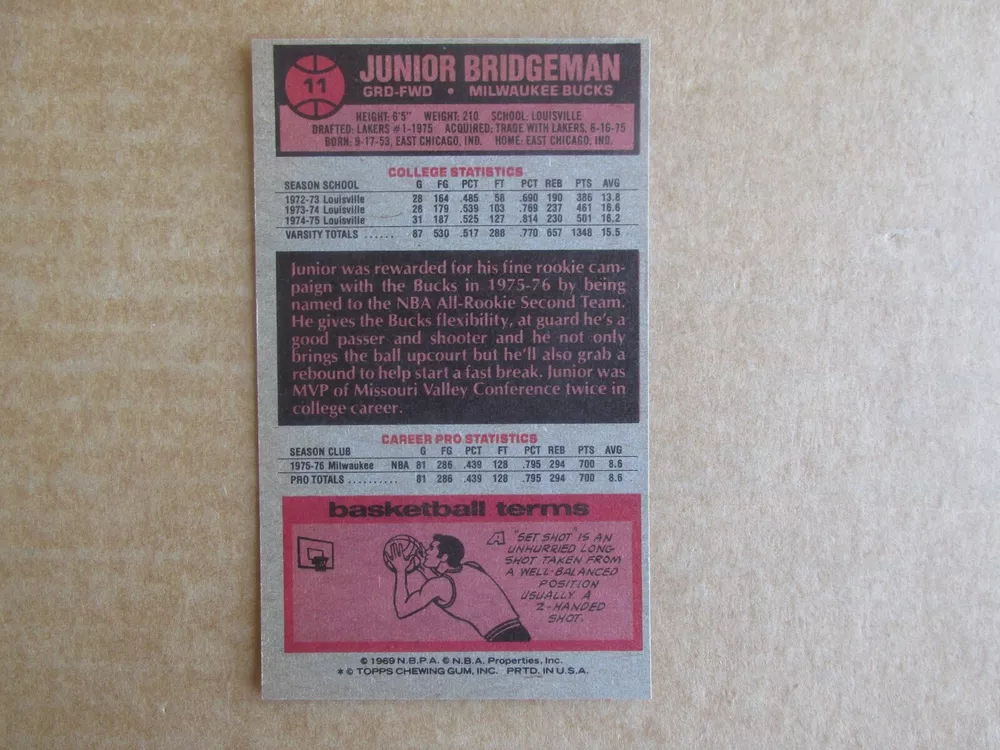 11
JUNIOR BRIDGEMAN
GRD-FWD • MILWAUKEE BUCKS
HEIGHT: 6'5" WEIGHT: 210 SCHOOL: LOUISVILLE
DRAFTED: LAKERS #1-1975 ACQUIRED: TRADE WITH LAKERS, 6-16-75
BORN: 9-17-53, EAST CHICAGO, IND. HOME: EAST CHICAGO, IND.
COLLEGE STATISTICS
SEASON SCHOOL G FG PCT FT PCT REB PTS AVG
1972-73 Louisville 28 164 .485 58 .690 190 386 13.8
1973-74 Louisville 28 179 .539 103 .769 237 461 16.6
1974-75 Louisville 31 187 .525 127 .814 230 501 16.2
VARSITY TOTALS ...... 87 530 .517 288 .770 657 1348 15.5
Junior was rewarded for his fine rookie cam-
paign with the Bucks in 1975-76 by being
named to the NBA All-Rookie Second Team.
He gives the Bucks flexibility, at guard he's a
good passer and shooter and he not only
brings the ball upcourt but he'll also grab a
rebound to help start a fast break. Junior was
MVP of Missouri Valley Conference twice in
college career.
CAREER PRO STATISTICS
SEASON CLUB G FG PCT FT PCT REB PTS AVG
1975-76 Milwaukee NBA 81 286 .439 128 .795 294 700 8.6
PRO TOTALS .......... 81 286 .439 128 .795 294 700 8.6
basketball terms
A "SET SHOT" IS AN
UNHURRIED LONG
SHOT TAKEN FROM
A WELL-BALANCED
POSITION
USUALLY A
2-HANDED
SHOT.
© 1969 N.B.P.A. © N.B.A. Properties, Inc.
* © TOPPS CHEWING GUM, INC. PRTD. IN U.S.A.